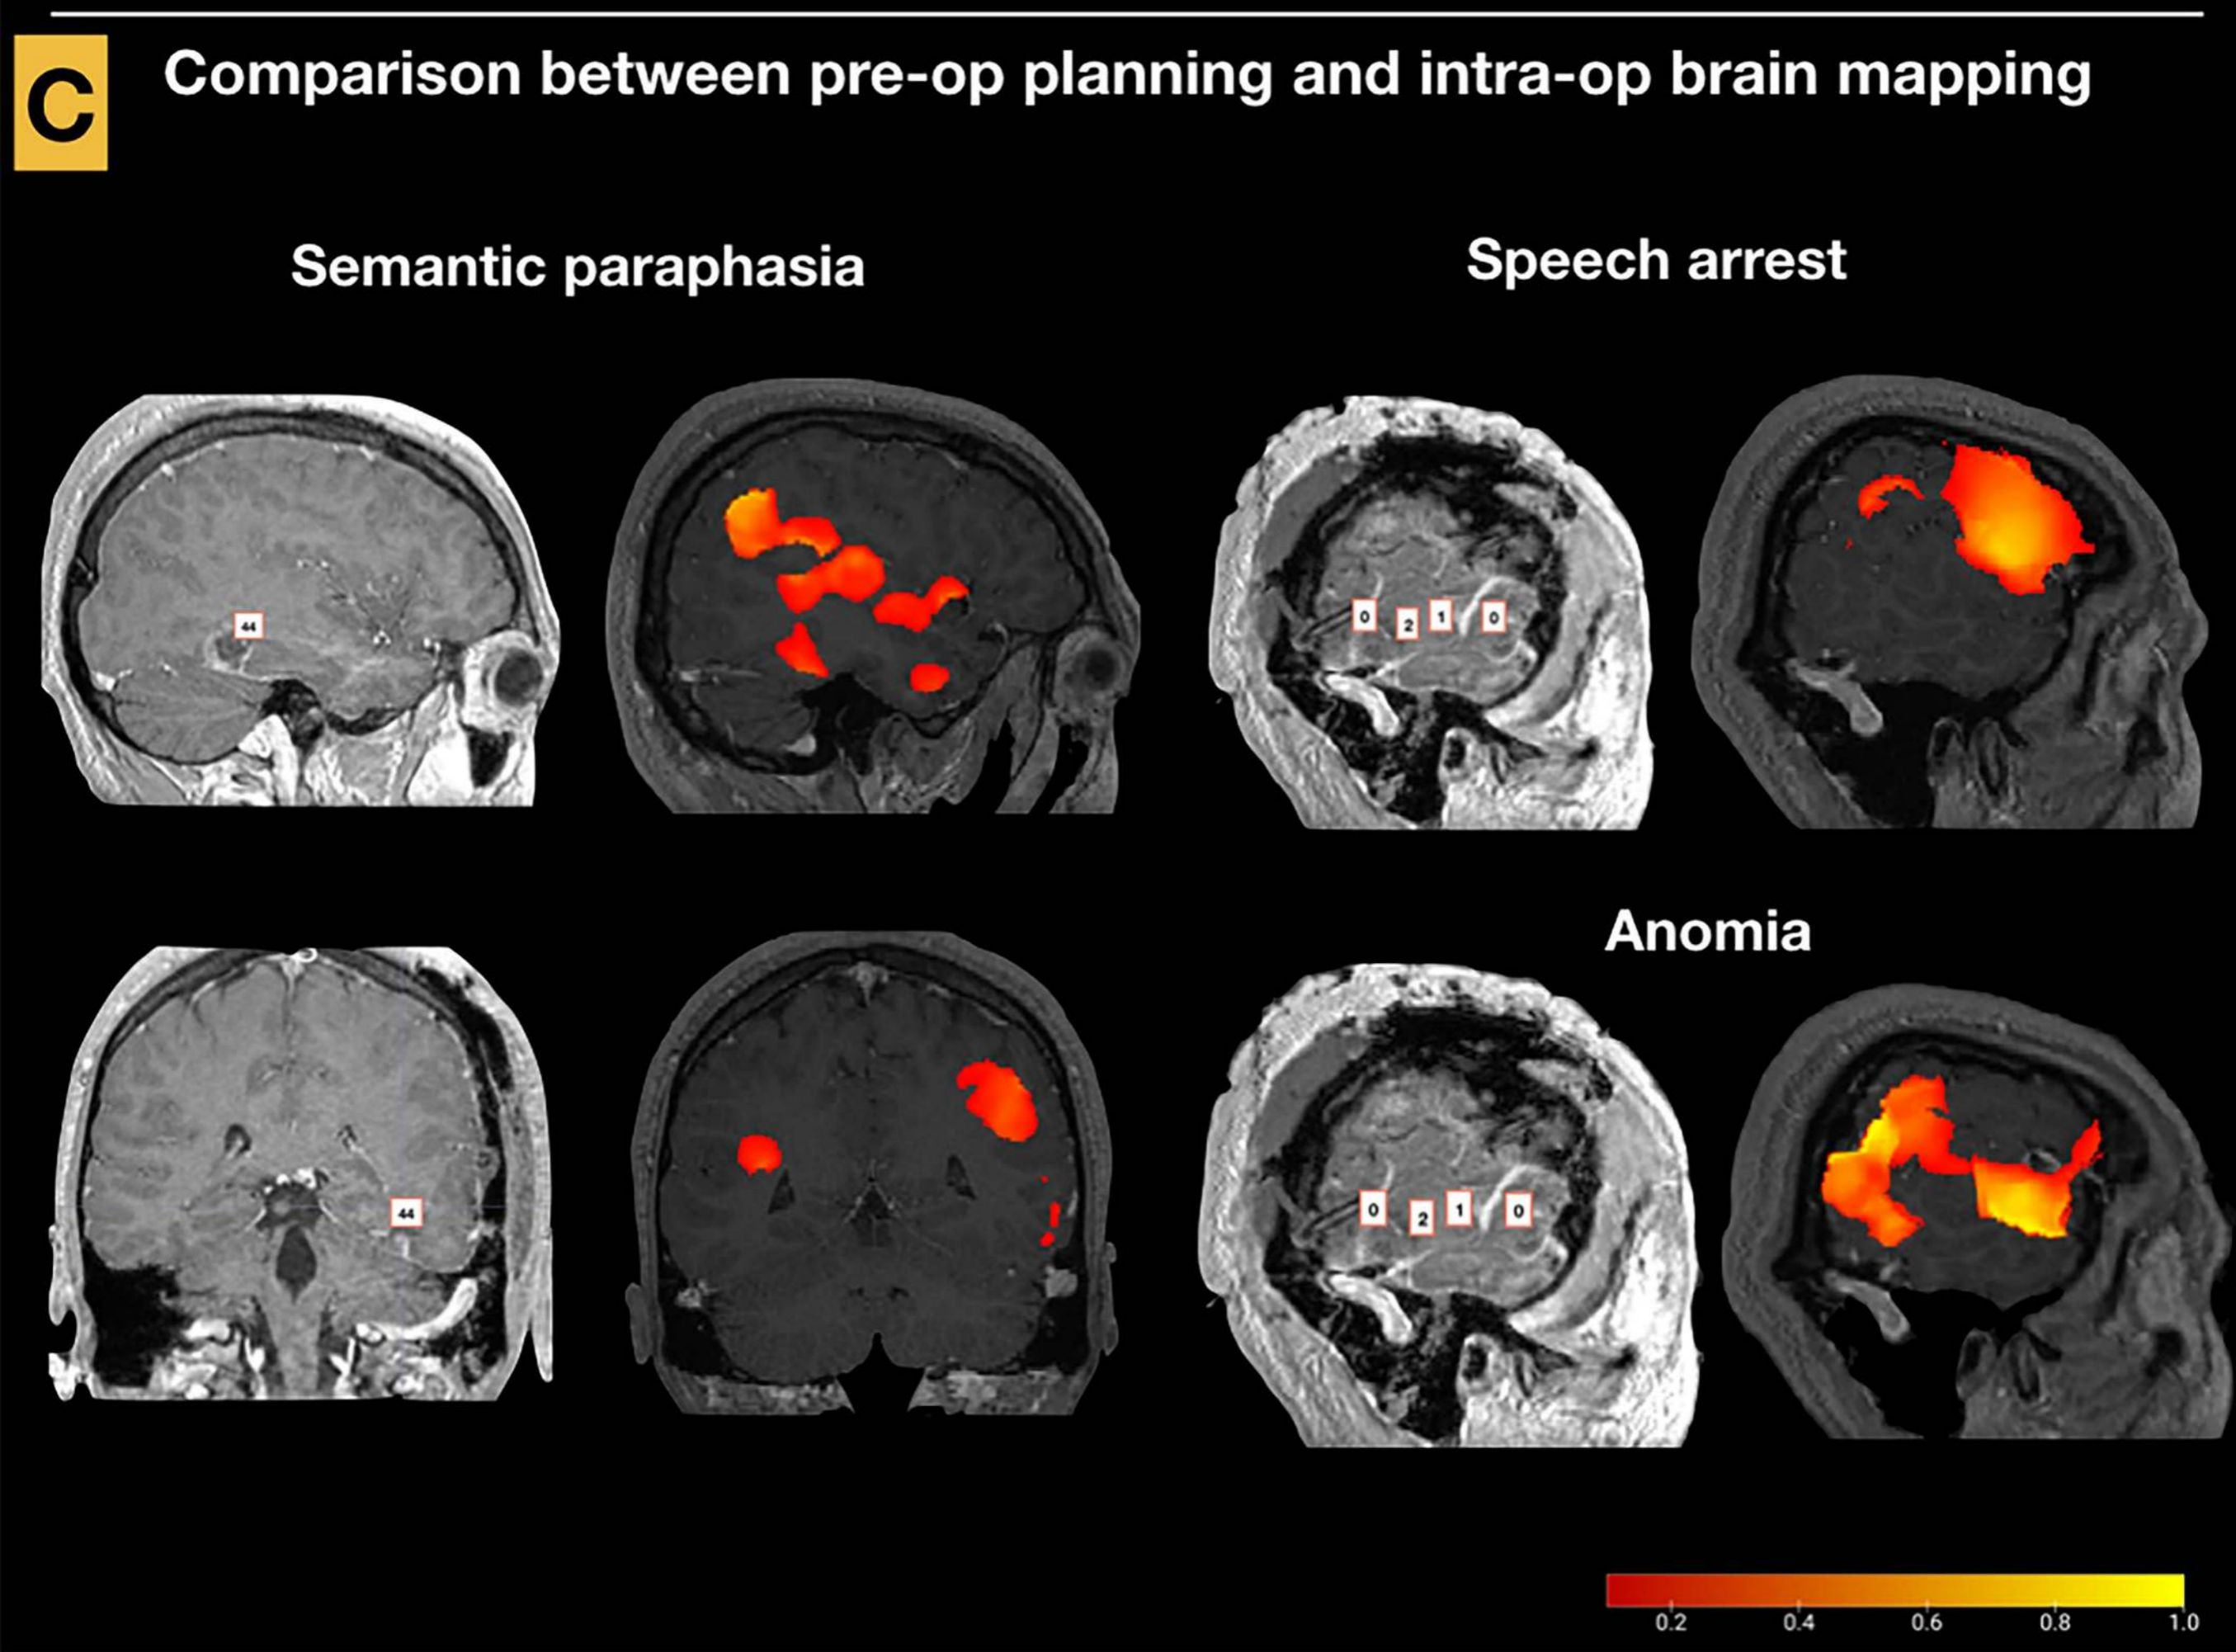 C
Comparison between pre-op planning and intra-op brain mapping
Semantic paraphasia
Speech arrest
44
0 2 1 0
Anomia
44
0 2 1 0
0.2 0.4 0.6 0.8 1.0